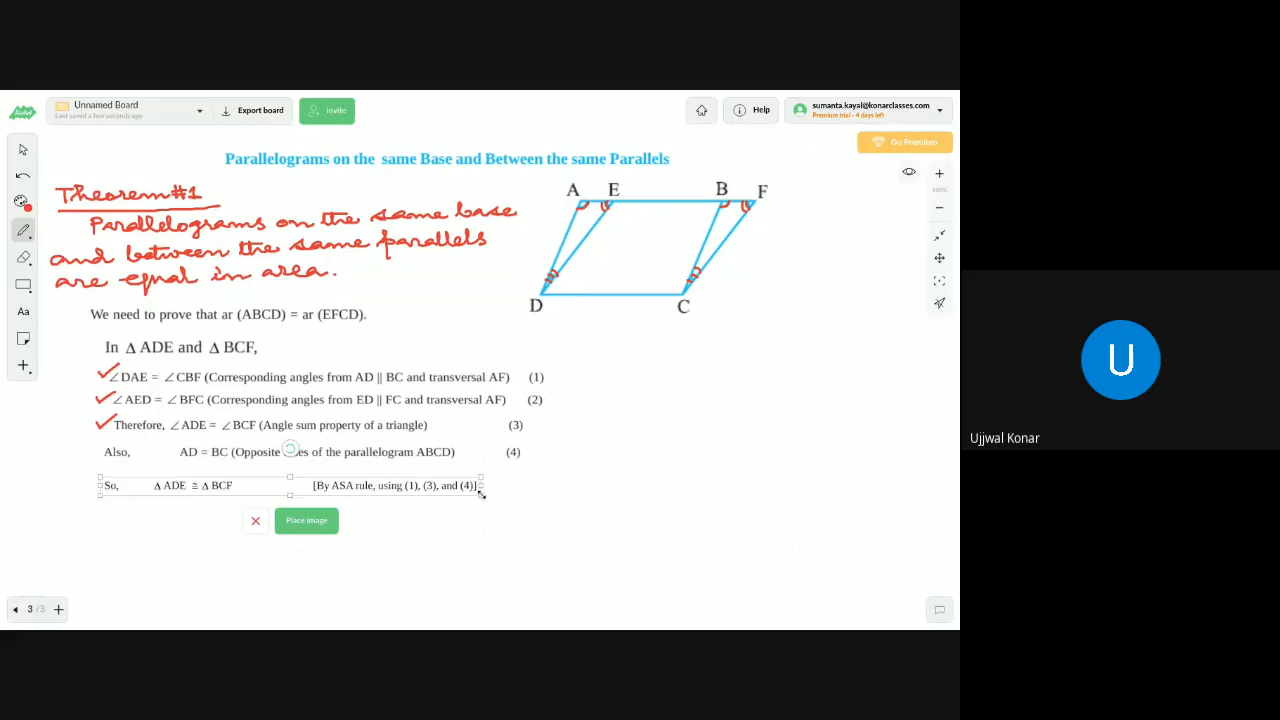 Unnamed Board
Last saved a few seconds ago
Export board
Invite
Help
sumanta.kayal@konarclasses.com
Premium trial - 4 days left
Go Premium
Parallelograms on the same Base and Between the same Parallels
Theorem#1
Parallelograms on the same base
and between the same parallels
are equal in area.
A E B F
D C
100%
We need to prove that ar (ABCD) = ar (EFCD).
In Δ ADE and Δ BCF,
∠ DAE = ∠ CBF (Corresponding angles from AD || BC and transversal AF) (1)
∠ AED = ∠ BFC (Corresponding angles from ED || FC and transversal AF) (2)
Therefore, ∠ ADE = ∠ BCF (Angle sum property of a triangle) (3)
Also, AD = BC (Opposite of the parallelogram ABCD) (4)
So, Δ ADE ≅ Δ BCF [By ASA rule, using (1), (3), and (4)]
Place image
Aa
3 /3
U
Ujjwal Konar